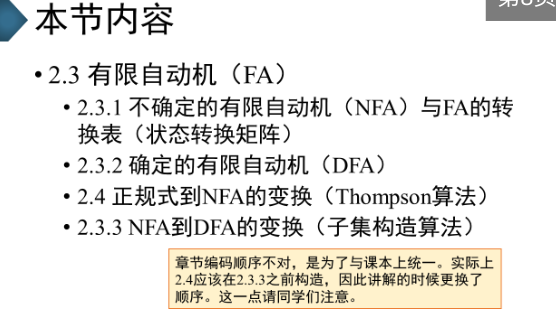 第8页
本节内容
• 2.3 有限自动机（FA）
• 2.3.1 不确定的有限自动机（NFA）与FA的转
换表（状态转换矩阵）
• 2.3.2 确定的有限自动机（DFA）
• 2.4 正规式到NFA的变换（Thompson算法）
• 2.3.3 NFA到DFA的变换（子集构造算法）
章节编码顺序不对，是为了与课本上统一。实际上
2.4应该在2.3.3之前构造，因此讲解的时候更换了
顺序。这一点请同学们注意。